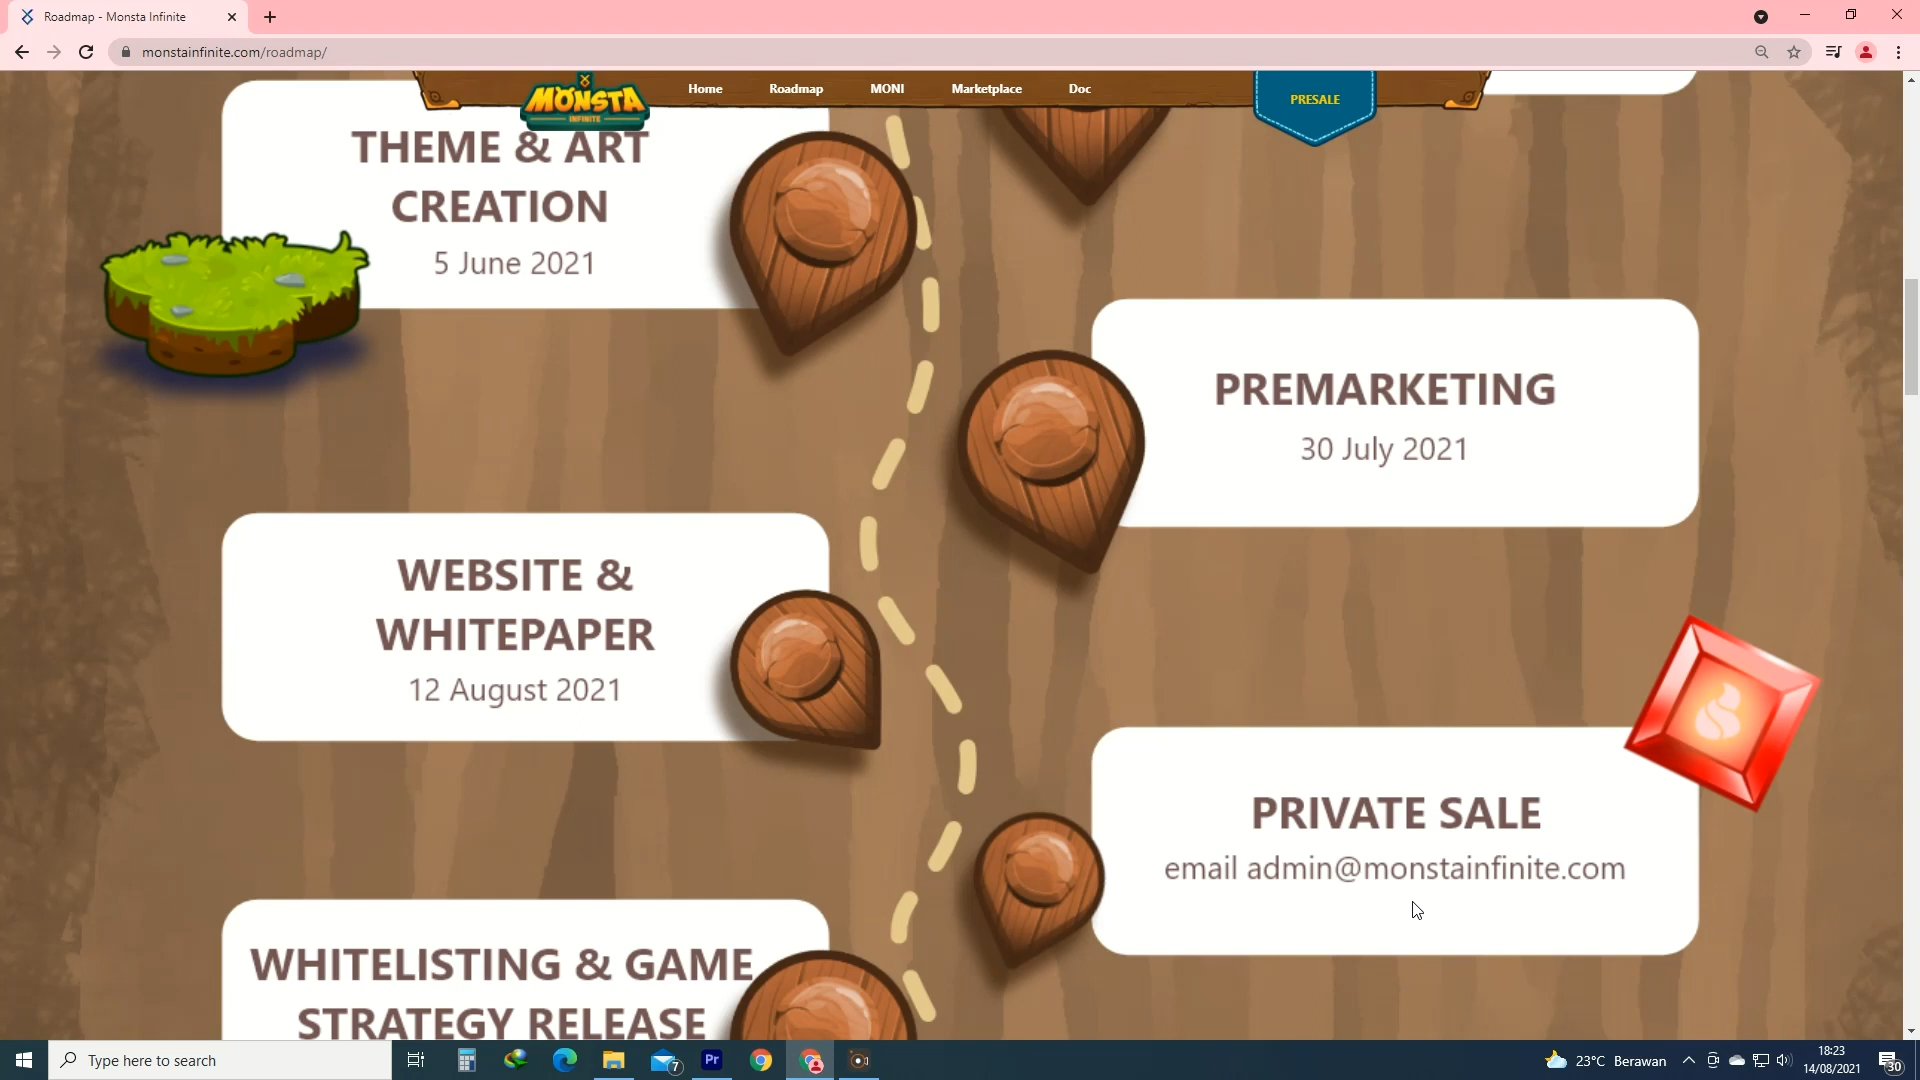 Roadmap - Monsta Infinite
monstainfinite.com/roadmap/
MONSTA
INFINITE
Home
Roadmap
MONI
Marketplace
Doc
PRESALE
THEME & ART
CREATION
5 June 2021
PREMARKETING
30 July 2021
WEBSITE &
WHITEPAPER
12 August 2021
PRIVATE SALE
email admin@monstainfinite.com
WHITELISTING & GAME
STRATEGY RELEASE
Type here to search
7
Pr
23°C Berawan
18:23
14/08/2021
30